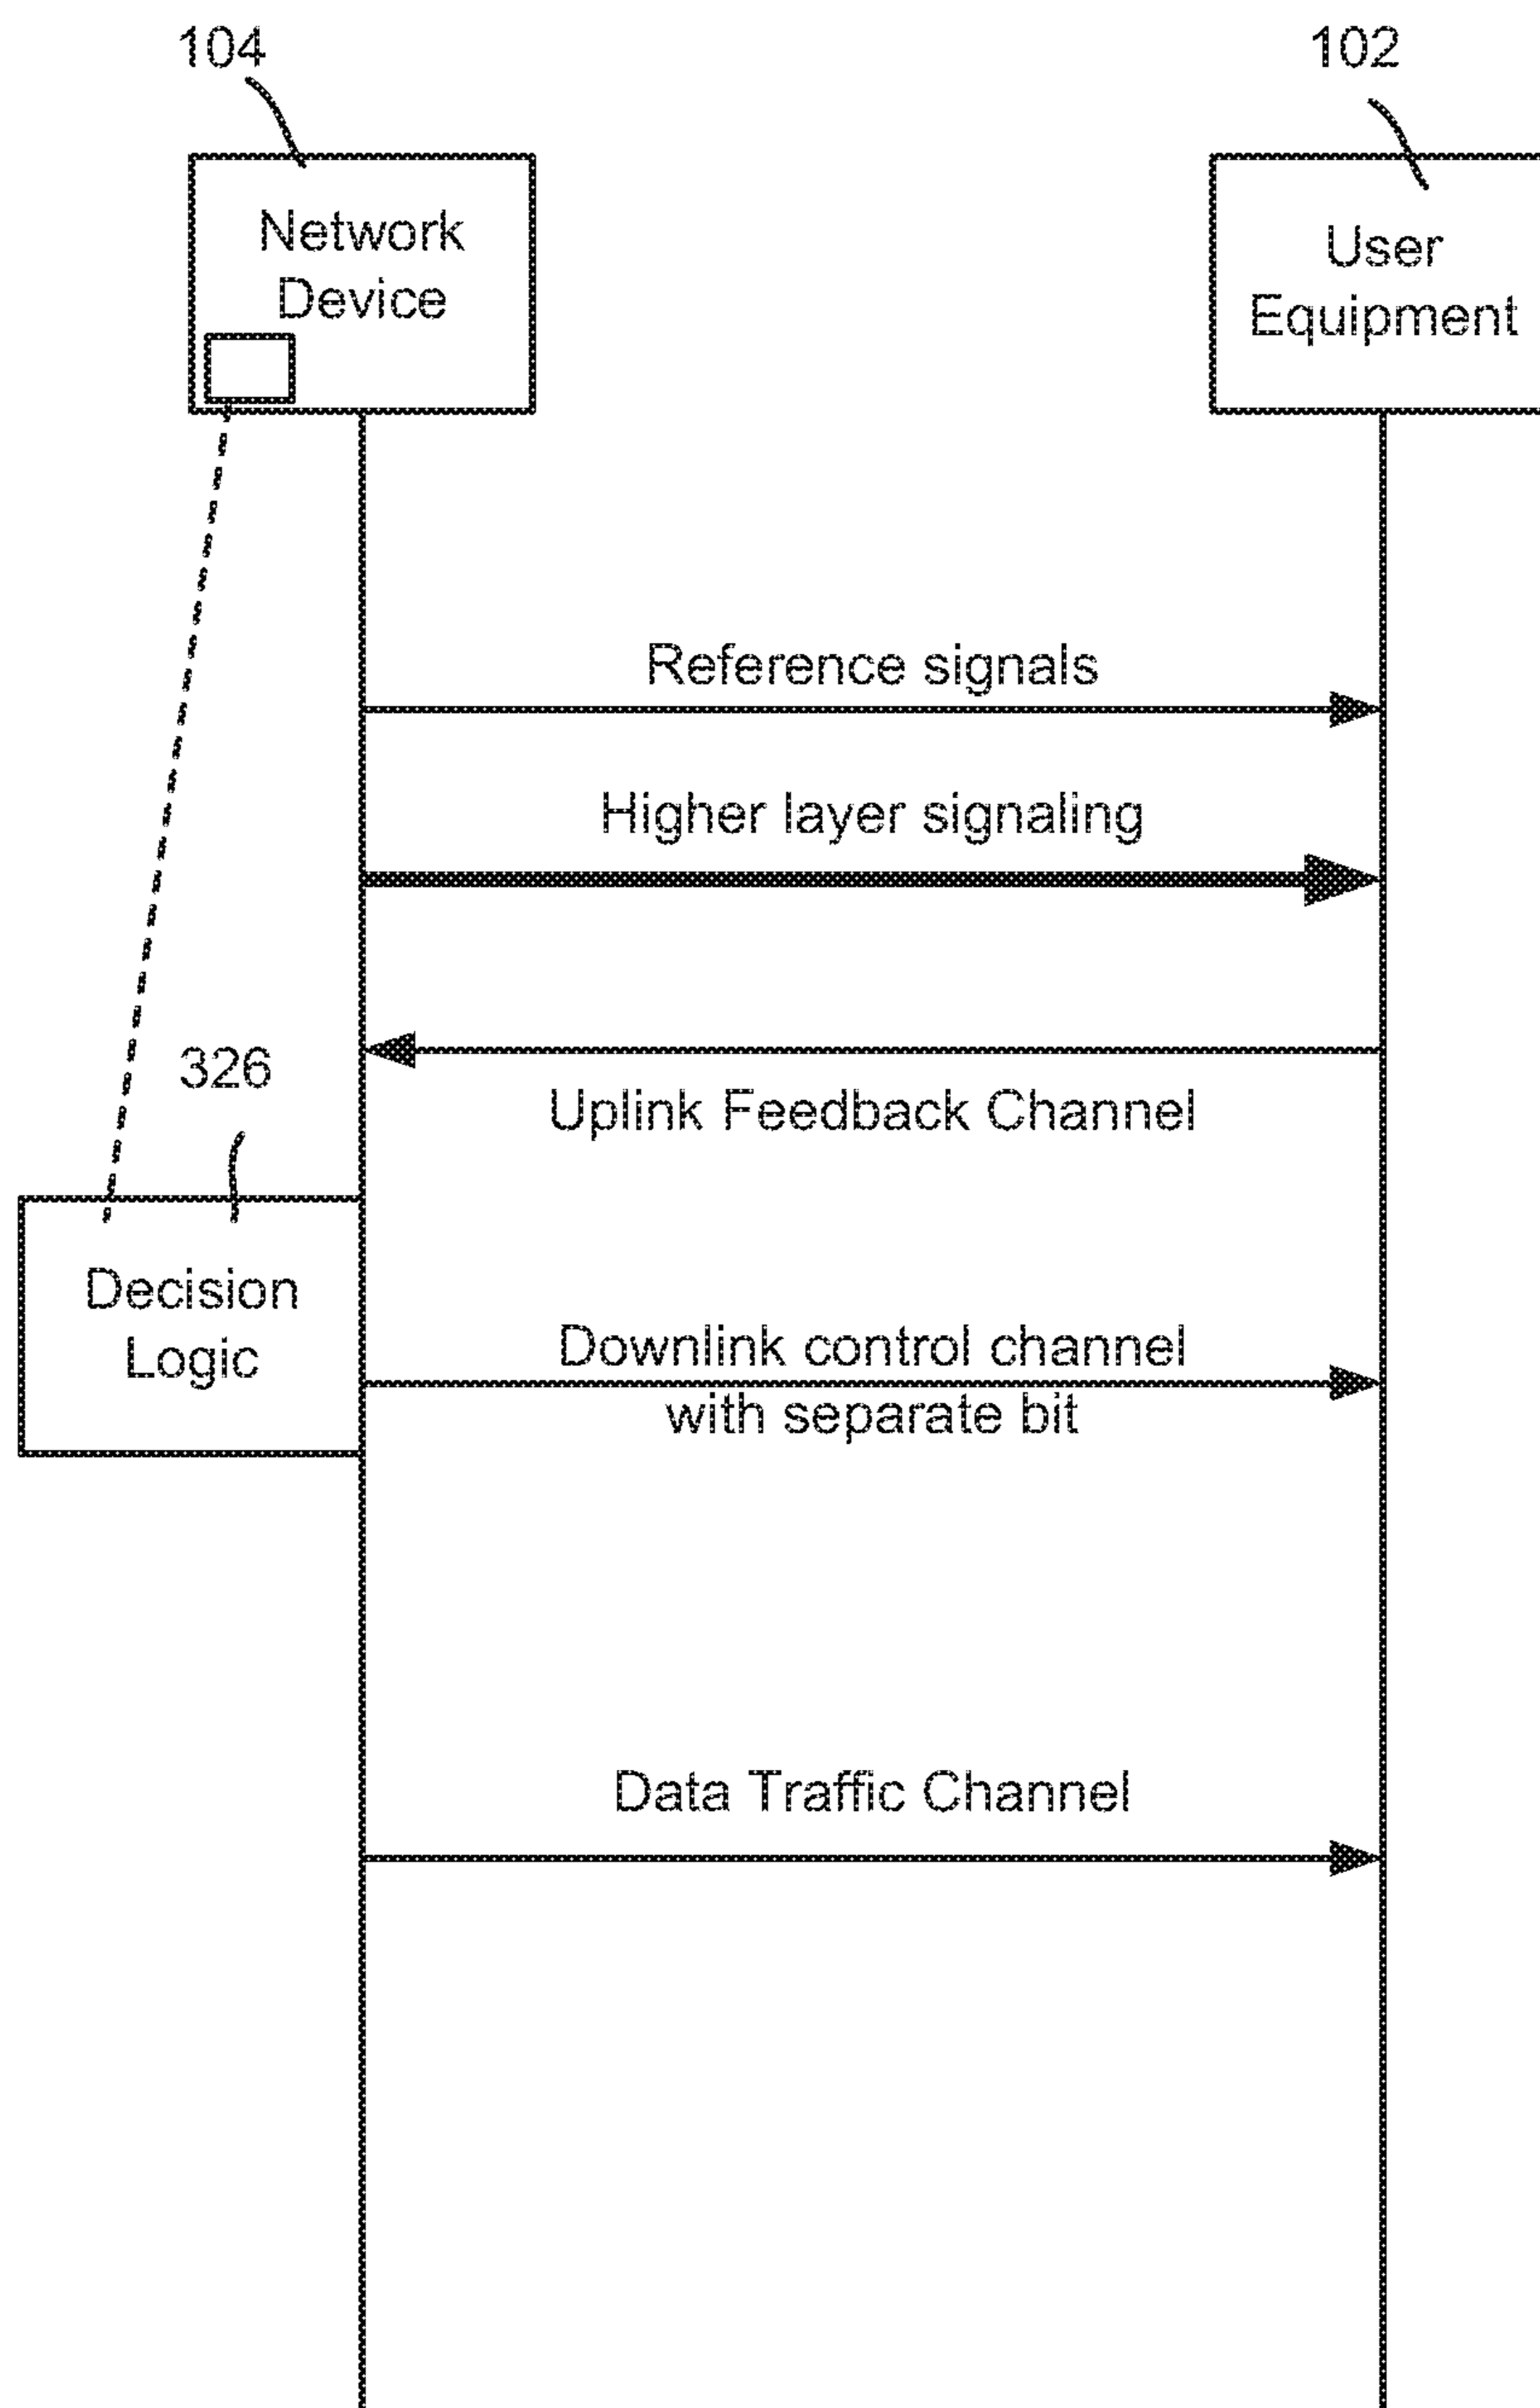 104
102
Network
Device
User
Equipment
Reference signals
Higher layer signaling
326
Uplink Feedback Channel
Decision
Logic
Downlink control channel
with separate bit
Data Traffic Channel